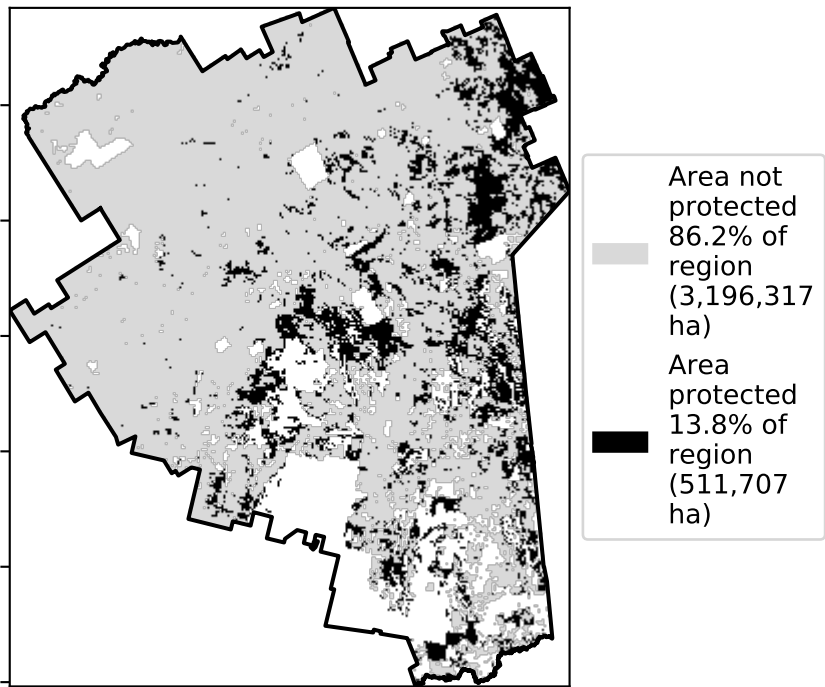 Area not
protected
86.2% of
region
(3,196,317
ha)
Area
protected
13.8% of
region
(511,707
ha)